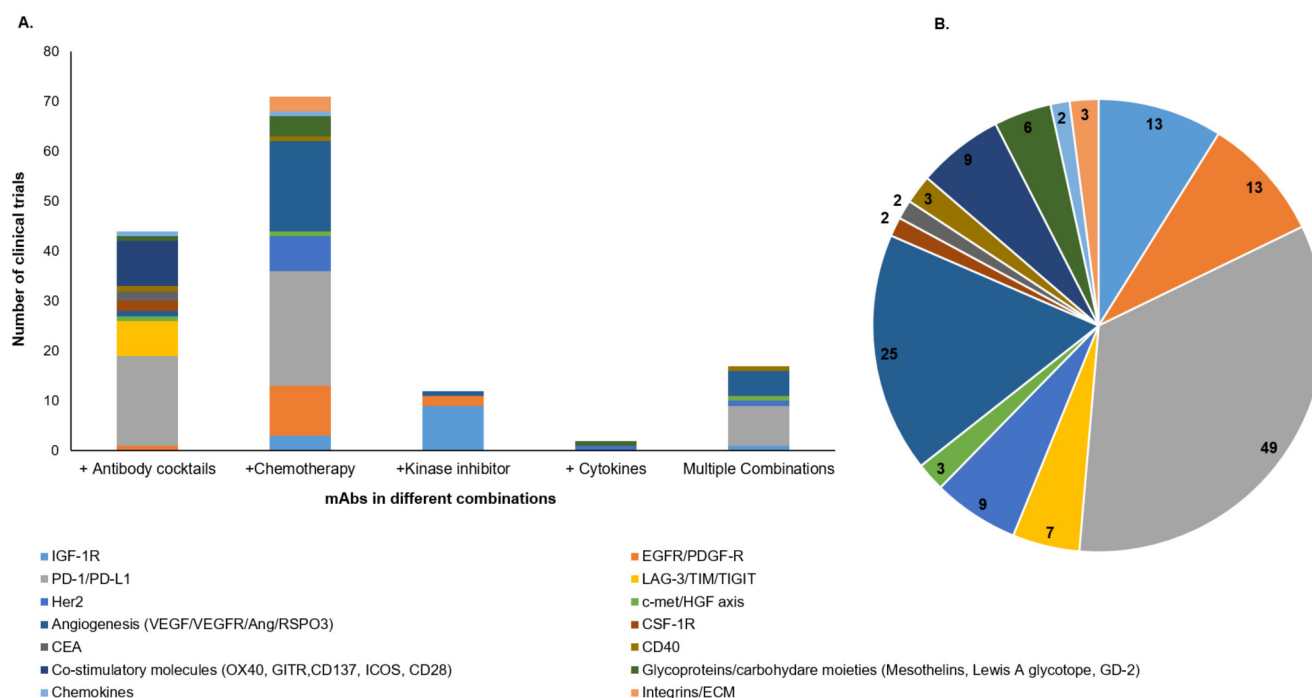 A.
B.
80
70
60
50
40
30
20
10
0
Number of clinical trials
+ Antibody cocktails +Chemotherapy +Kinase inhibitor + Cytokines Multiple Combinations
mAbs in different combinations
13
13
49
7
9
3
25
2
2
3
9
6
2
3
IGF-1R EGFR/PDGF-R
PD-1/PD-L1 LAG-3/TIM/TIGIT
Her2 c-met/HGF axis
Angiogenesis (VEGF/VEGFR/Ang/RSPO3) CSF-1R
CEA CD40
Co-stimulatory molecules (OX40, GITR,CD137, ICOS, CD28) Glycoproteins/carbohydare moieties (Mesothelins, Lewis A glycotope, GD-2)
Chemokines Integrins/ECM